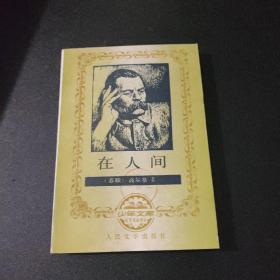 在人间
〔苏联〕高尔基 著
少年文库
人民文学出版社